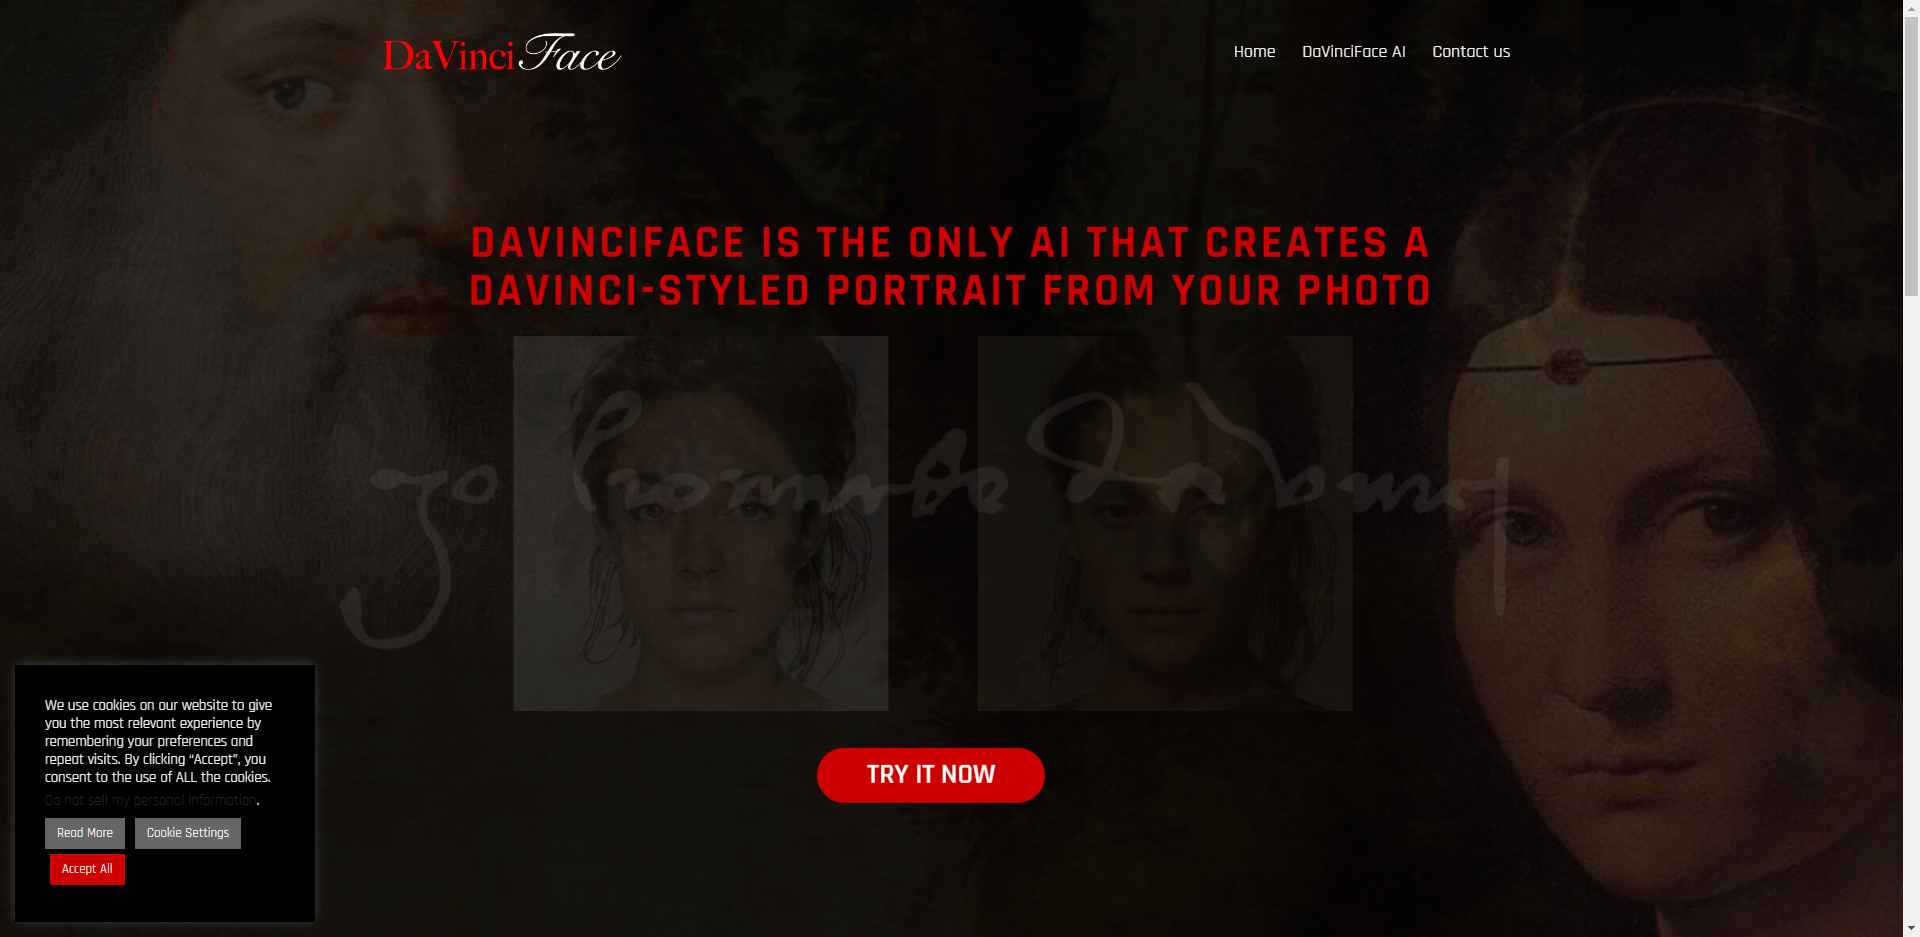 DaVinci Face
Home DaVinciFace AI Contact us
DAVINCIFACE IS THE ONLY AI THAT CREATES A
DAVINCI-STYLED PORTRAIT FROM YOUR PHOTO
TRY IT NOW
We use cookies on our website to give
you the most relevant experience by
remembering your preferences and
repeat visits. By clicking “Accept”, you
consent to the use of ALL the cookies.
Do not sell my personal information.
Read More Cookie Settings
Accept All